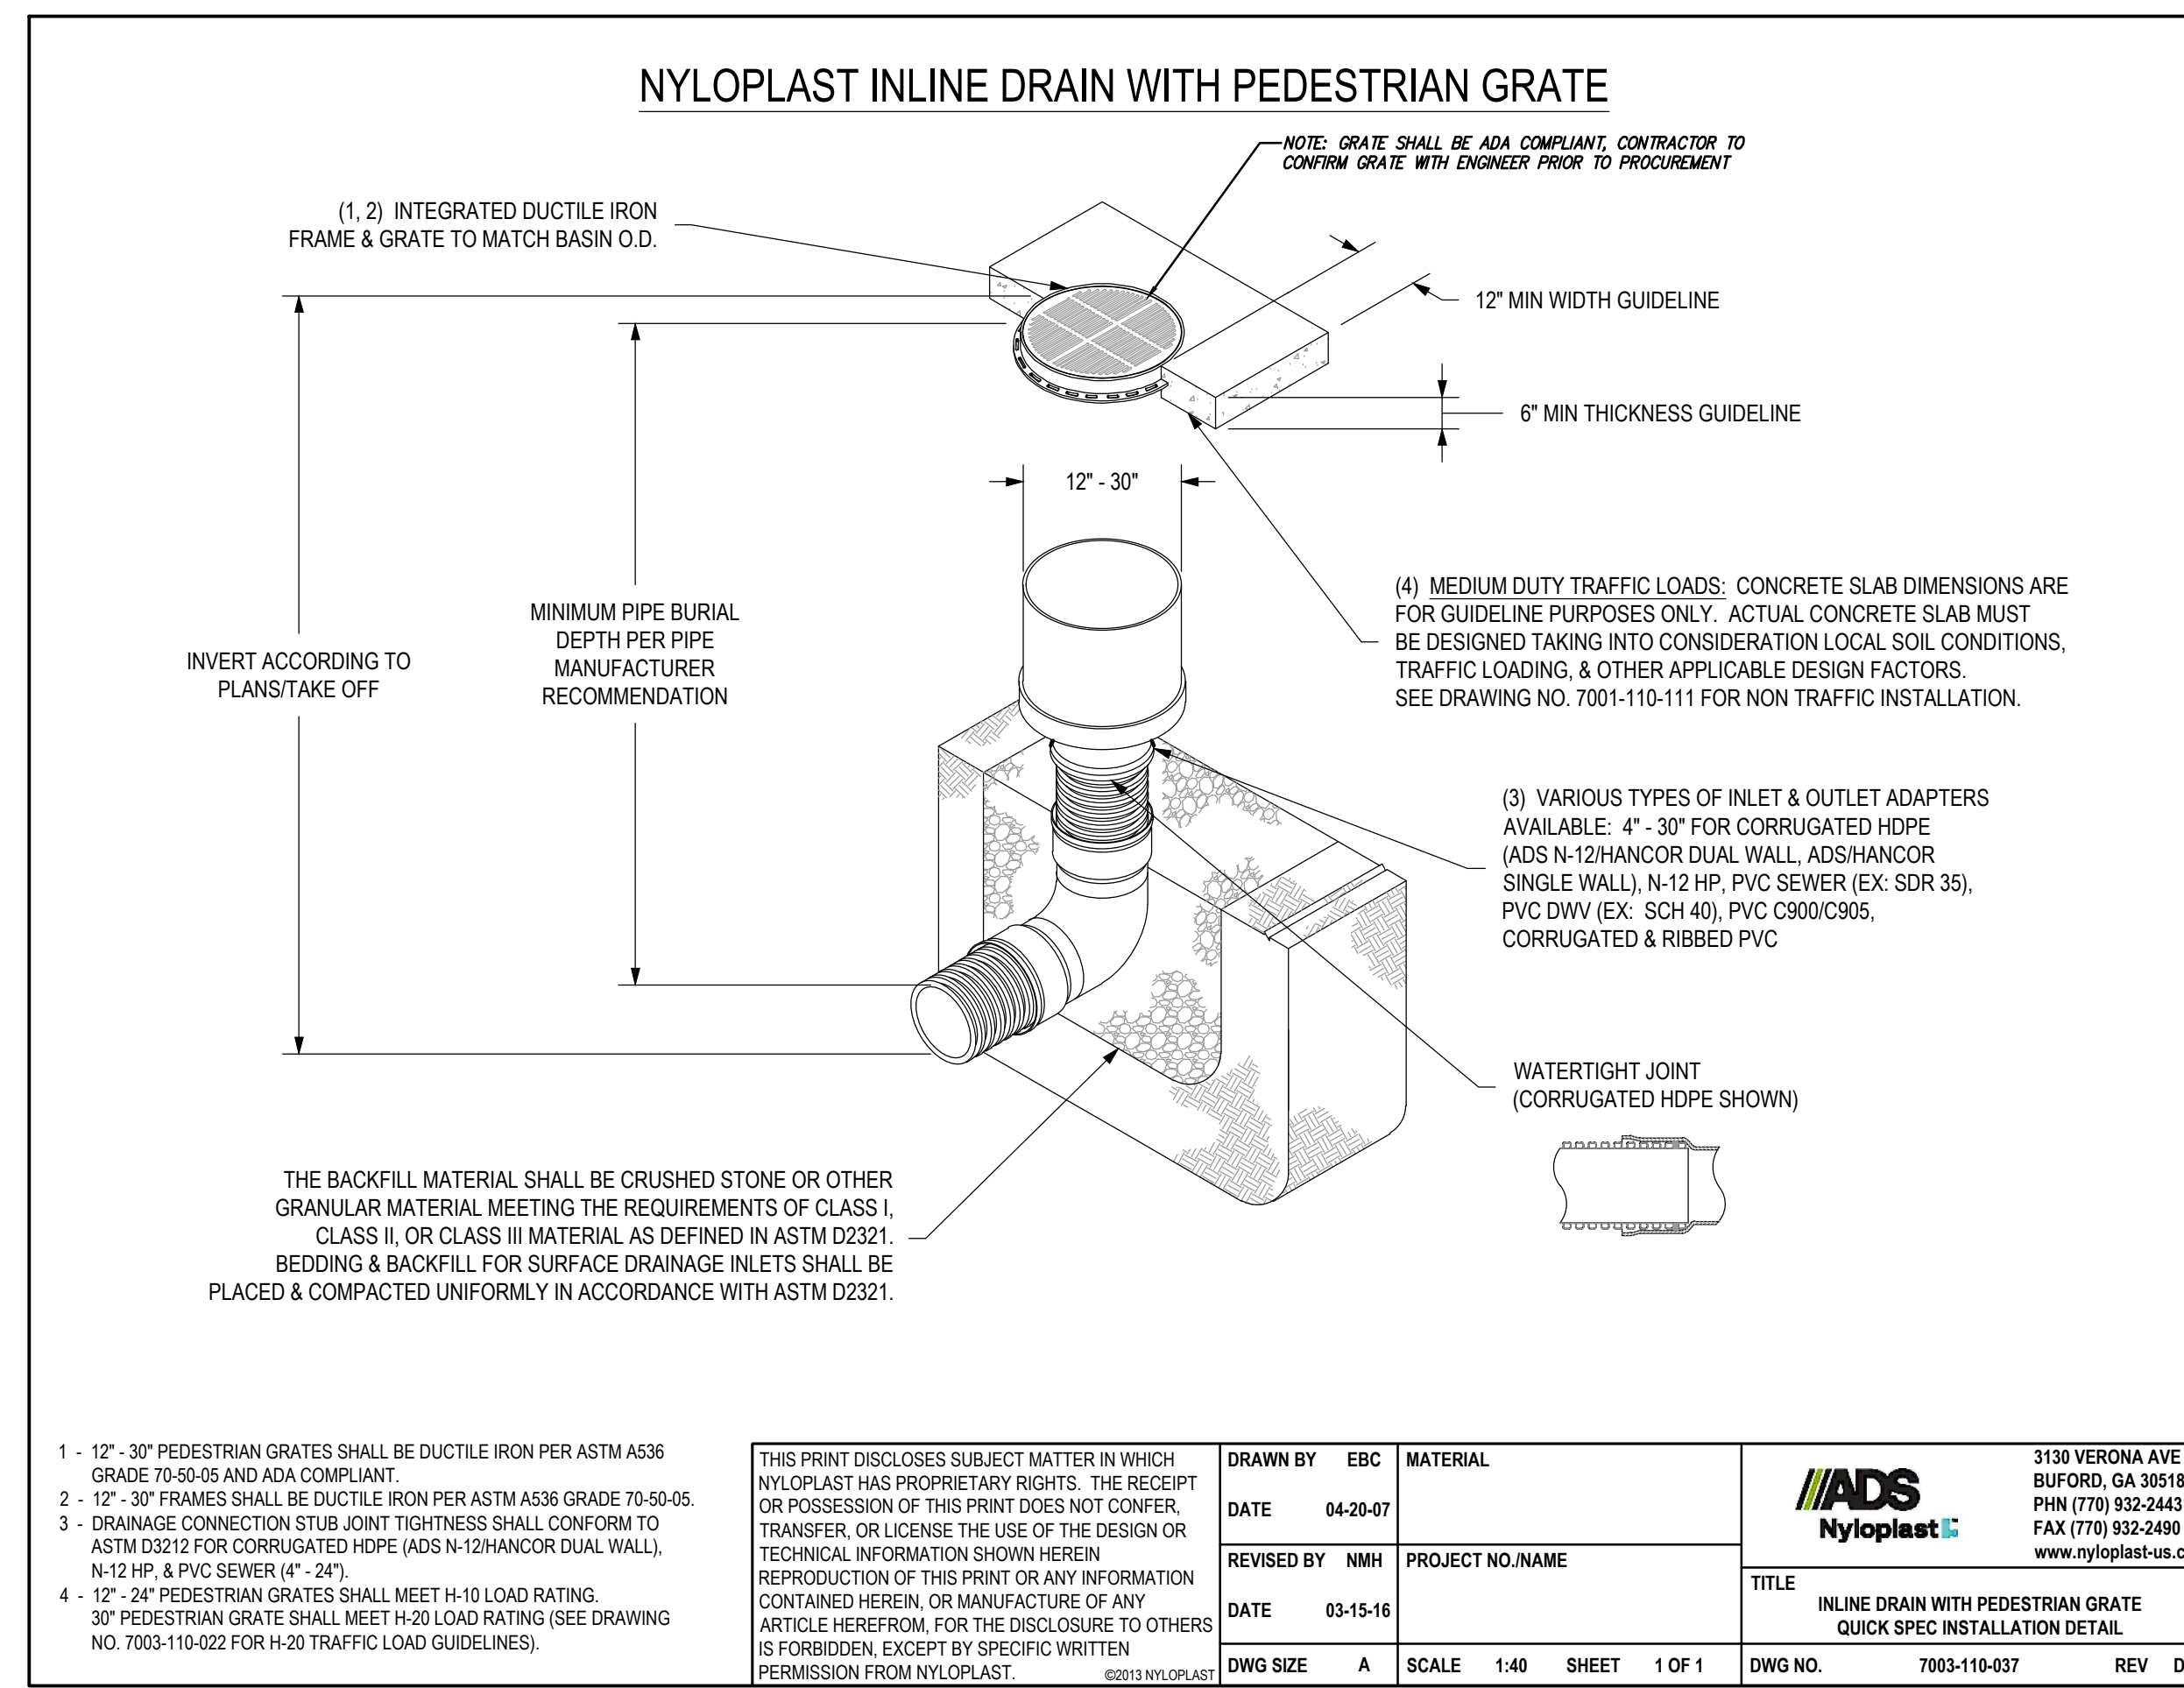 NYLOPLAST INLINE DRAIN WITH PEDESTRIAN GRATE
NOTE: GRATE SHALL BE ADA COMPLIANT, CONTRACTOR TO
CONFIRM GRATE WITH ENGINEER PRIOR TO PROCUREMENT
(1, 2) INTEGRATED DUCTILE IRON
FRAME & GRATE TO MATCH BASIN O.D.
12" MIN WIDTH GUIDELINE
6" MIN THICKNESS GUIDELINE
12" - 30"
INVERT ACCORDING TO
PLANS/TAKE OFF
MINIMUM PIPE BURIAL
DEPTH PER PIPE
MANUFACTURER
RECOMMENDATION
(4) MEDIUM DUTY TRAFFIC LOADS: CONCRETE SLAB DIMENSIONS ARE
FOR GUIDELINE PURPOSES ONLY. ACTUAL CONCRETE SLAB MUST
BE DESIGNED TAKING INTO CONSIDERATION LOCAL SOIL CONDITIONS,
TRAFFIC LOADING, & OTHER APPLICABLE DESIGN FACTORS.
SEE DRAWING NO. 7001-110-111 FOR NON TRAFFIC INSTALLATION.
(3) VARIOUS TYPES OF INLET & OUTLET ADAPTERS
AVAILABLE: 4" - 30" FOR CORRUGATED HDPE
(ADS N-12/HANCOR DUAL WALL, ADS/HANCOR
SINGLE WALL), N-12 HP, PVC SEWER (EX: SDR 35),
PVC DWV (EX: SCH 40), PVC C900/C905,
CORRUGATED & RIBBED PVC
WATERTIGHT JOINT
(CORRUGATED HDPE SHOWN)
THE BACKFILL MATERIAL SHALL BE CRUSHED STONE OR OTHER
GRANULAR MATERIAL MEETING THE REQUIREMENTS OF CLASS I,
CLASS II, OR CLASS III MATERIAL AS DEFINED IN ASTM D2321.
BEDDING & BACKFILL FOR SURFACE DRAINAGE INLETS SHALL BE
PLACED & COMPACTED UNIFORMLY IN ACCORDANCE WITH ASTM D2321.
1 - 12" - 30" PEDESTRIAN GRATES SHALL BE DUCTILE IRON PER ASTM A536
GRADE 70-50-05 AND ADA COMPLIANT.
2 - 12" - 30" FRAMES SHALL BE DUCTILE IRON PER ASTM A536 GRADE 70-50-05.
3 - DRAINAGE CONNECTION STUB JOINT TIGHTNESS SHALL CONFORM TO
ASTM D3212 FOR CORRUGATED HDPE (ADS N-12/HANCOR DUAL WALL),
N-12 HP, & PVC SEWER (4" - 24").
4 - 12" - 24" PEDESTRIAN GRATES SHALL MEET H-10 LOAD RATING.
30" PEDESTRIAN GRATE SHALL MEET H-20 LOAD RATING (SEE DRAWING
NO. 7003-110-022 FOR H-20 TRAFFIC LOAD GUIDELINES).
THIS PRINT DISCLOSES SUBJECT MATTER IN WHICH
NYLOPLAST HAS PROPRIETARY RIGHTS. THE RECEIPT
OR POSSESSION OF THIS PRINT DOES NOT CONFER,
TRANSFER, OR LICENSE THE USE OF THE DESIGN OR
TECHNICAL INFORMATION SHOWN HEREIN
REPRODUCTION OF THIS PRINT OR ANY INFORMATION
CONTAINED HEREIN, OR MANUFACTURE OF ANY
ARTICLE HEREFROM, FOR THE DISCLOSURE TO OTHERS
IS FORBIDDEN, EXCEPT BY SPECIFIC WRITTEN
PERMISSION FROM NYLOPLAST. ©2013 NYLOPLAST
DRAWN BY EBC
DATE 04-20-07
REVISED BY NMH
DATE 03-15-16
DWG SIZE A
MATERIAL
PROJECT NO./NAME
SCALE 1:40 SHEET 1 OF 1
ADS
Nyloplast
3130 VERONA AVE
BUFORD, GA 30518
PHN (770) 932-2443
FAX (770) 932-2490
www.nyloplast-us.c
TITLE
INLINE DRAIN WITH PEDESTRIAN GRATE
QUICK SPEC INSTALLATION DETAIL
DWG NO. 7003-110-037 REV